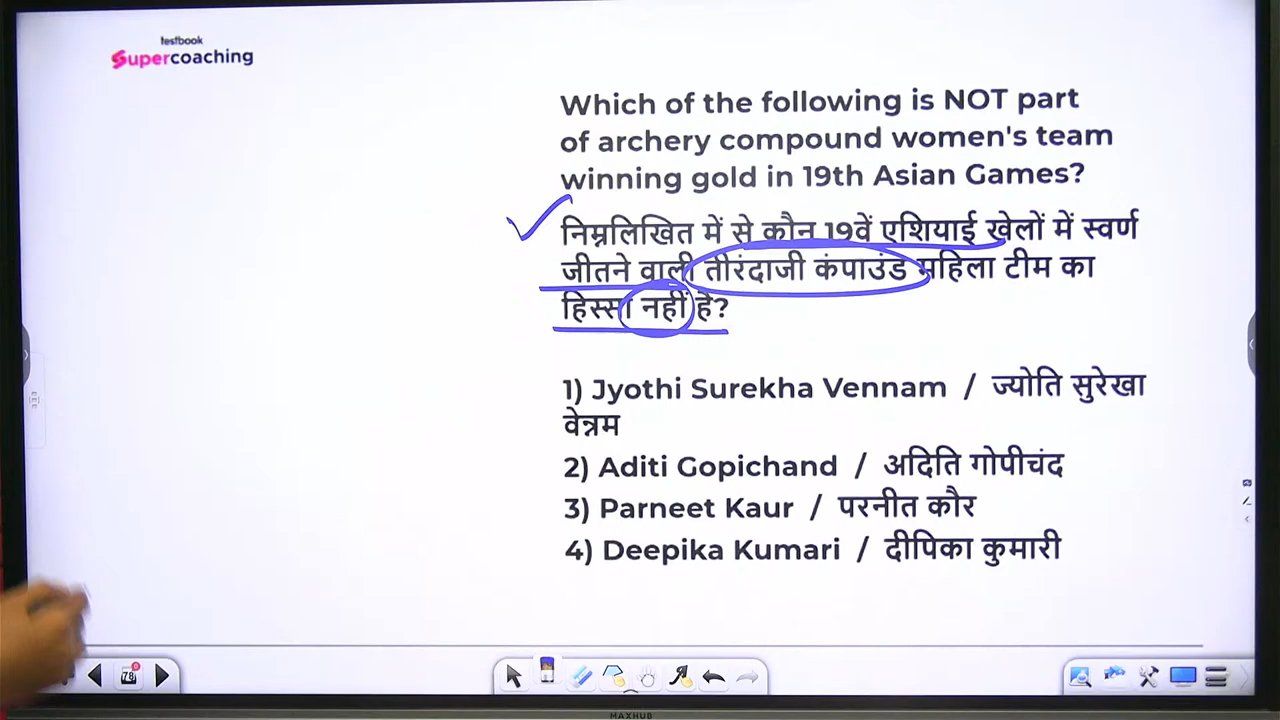 testbook
Supercoaching
Which of the following is NOT part
of archery compound women's team
winning gold in 19th Asian Games?
निम्नलिखित में से कौन 19वें एशियाई खेलों में स्वर्ण
जीतने वाली तीरंदाजी कंपाउंड महिला टीम का
हिस्सा नहीं है?
1) Jyothi Surekha Vennam / ज्योति सुरेखा
वेन्नम
2) Aditi Gopichand / अदिति गोपीचंद
3) Parneet Kaur / परनीत कौर
4) Deepika Kumari / दीपिका कुमारी
78
MAXHUB